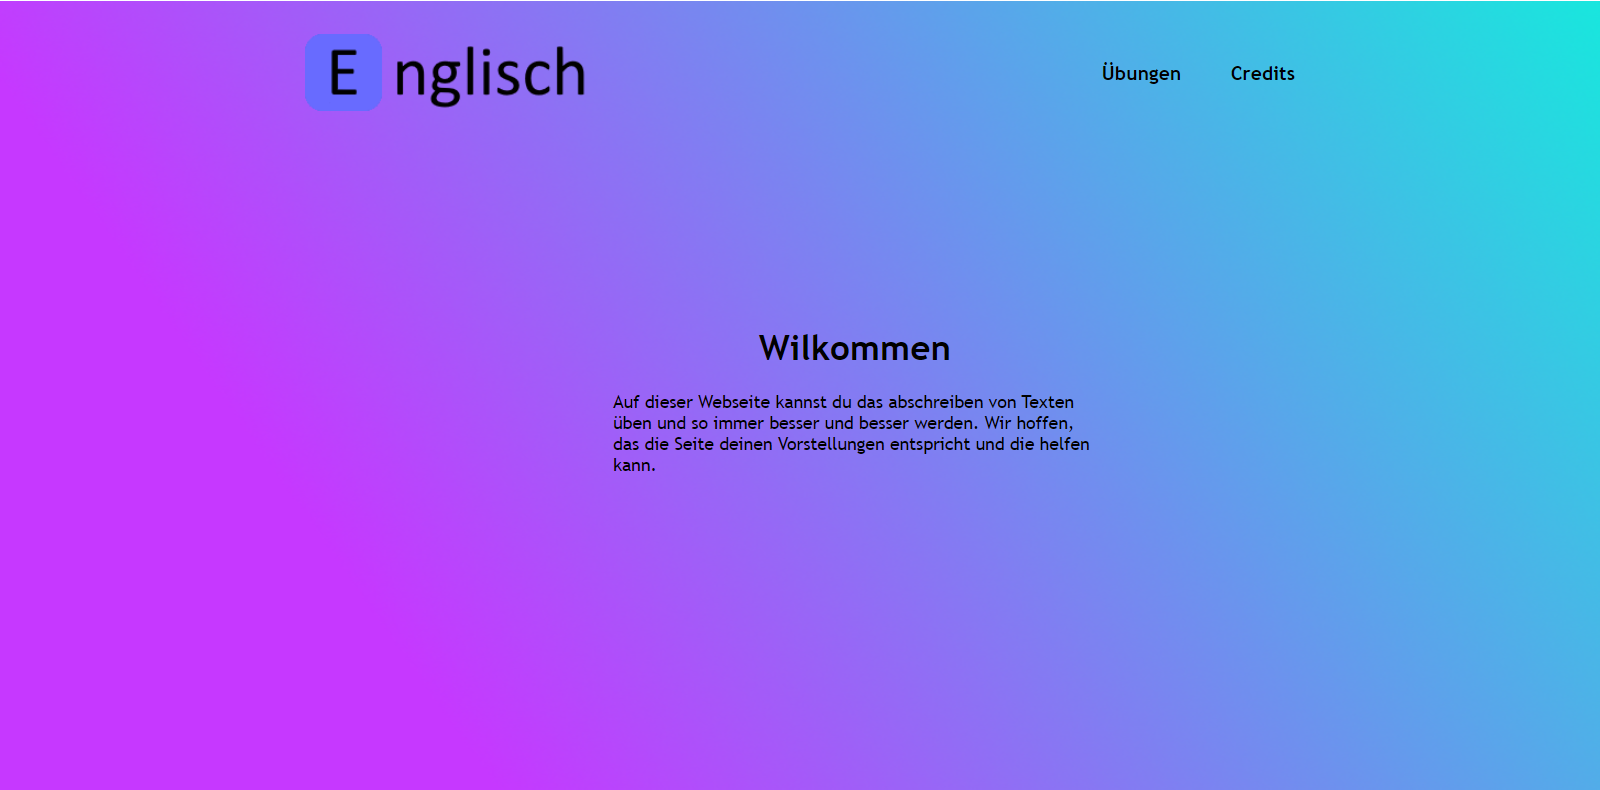 Englisch
Übungen Credits
Wilkommen
Auf dieser Webseite kannst du das abschreiben von Texten
üben und so immer besser und besser werden. Wir hoffen,
das die Seite deinen Vorstellungen entspricht und die helfen
kann.